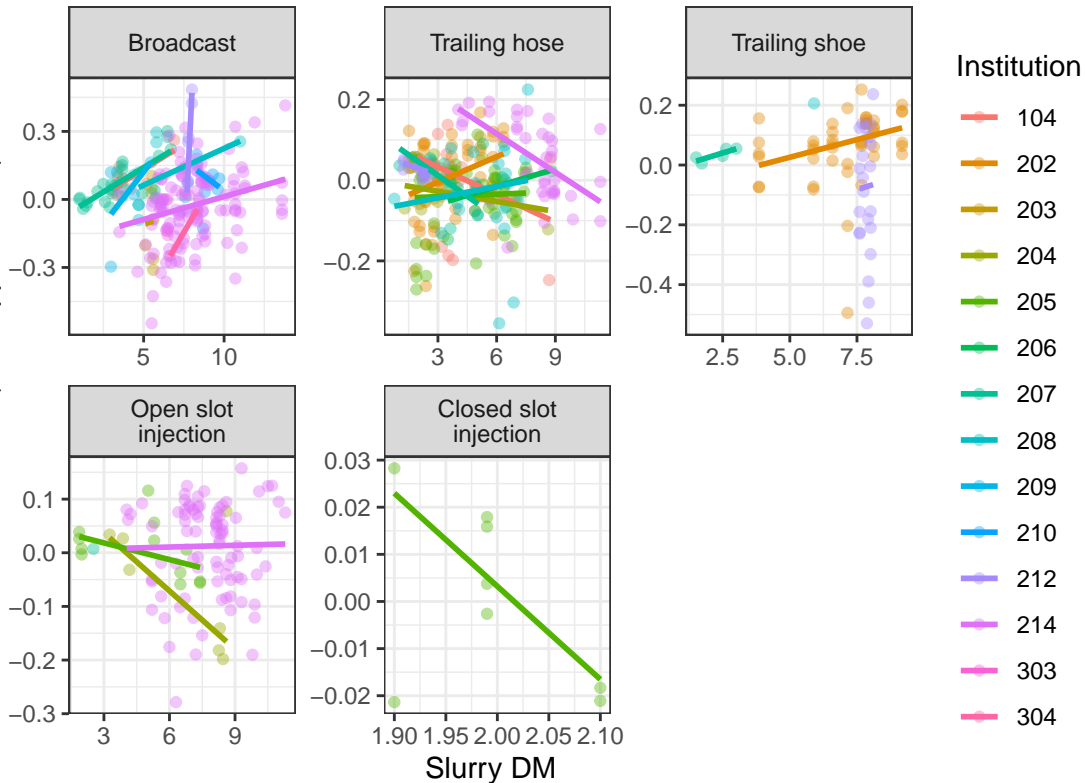 Broadcast
Trailing hose
Trailing shoe
0.3
0.0
−0.3
5 10
0.2
0.0
−0.2
3 6 9
0.2
0.0
−0.2
−0.4
2.5 5.0 7.5
Open slot
injection
Closed slot
injection
0.1
0.0
−0.1
−0.2
−0.3
3 6 9
0.03
0.02
0.01
0.00
−0.01
−0.02
1.90 1.95 2.00 2.05 2.10
Slurry DM
Institution
104
202
203
204
205
206
207
208
209
210
212
214
303
304